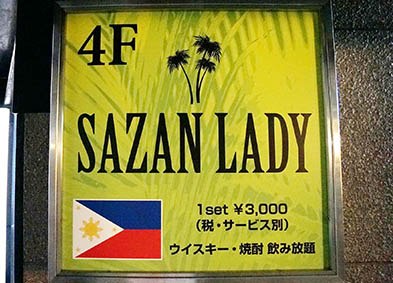 4F
SAZAN LADY
1set ¥3,000
(税・サービス別)
ウイスキー・焼酎 飲み放題